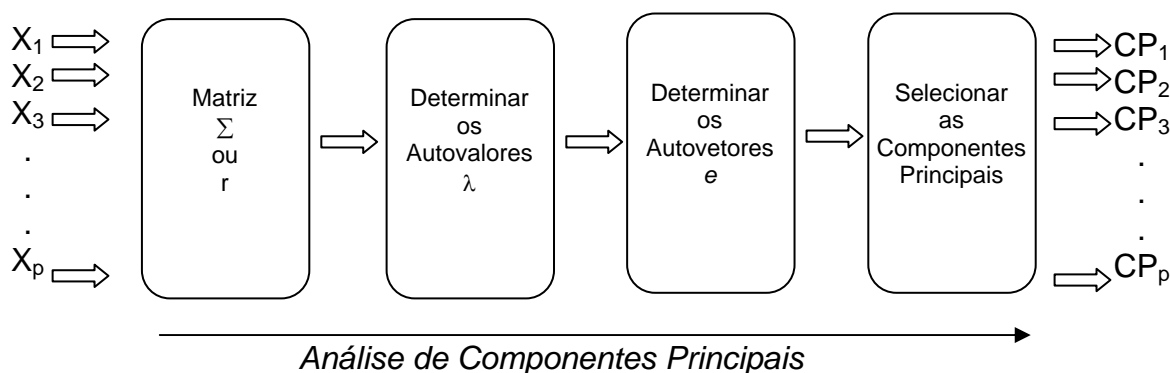 X₁
X₂
X₃
.
.
.
Xₚ
Matriz
Σ
ou
r
Determinar
os
Autovalores
λ
Determinar
os
Autovetores
e
Selecionar
as
Componentes
Principais
CP₁
CP₂
CP₃
.
.
.
CPₚ
Análise de Componentes Principais